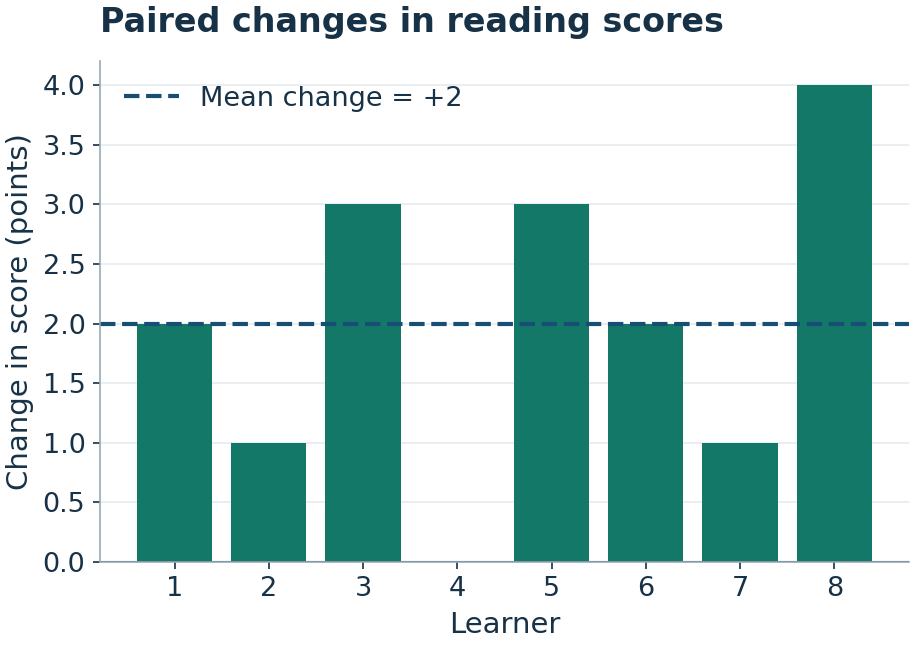 Paired changes in reading scores
Mean change = +2
Change in score (points)
4.0
3.5
3.0
2.5
2.0
1.5
1.0
0.5
0.0
1 2 3 4 5 6 7 8
Learner